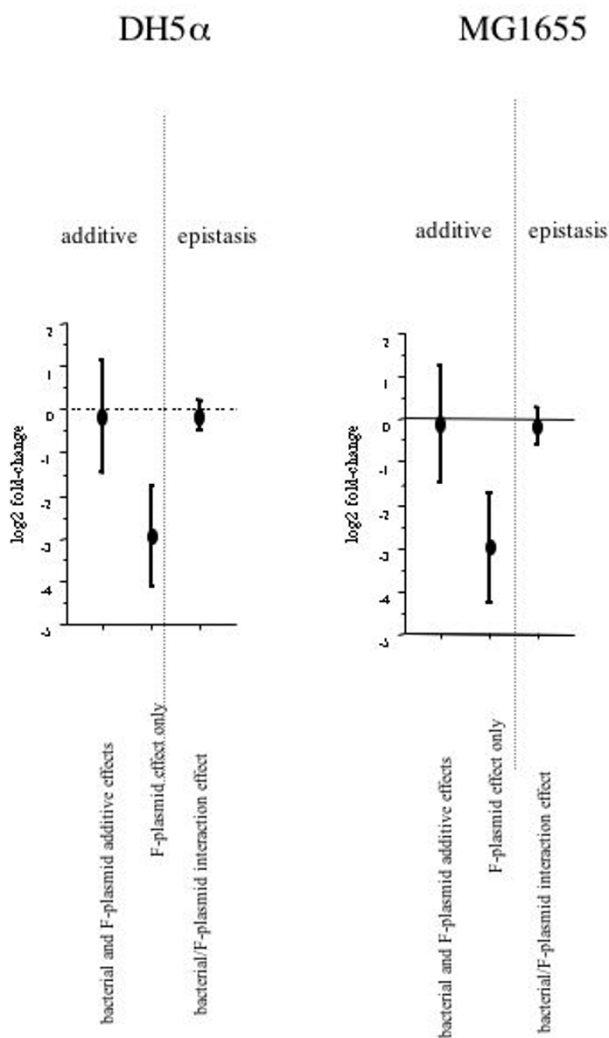 DH5α
MG1655
additive
epistasis
additive
epistasis
2
1
0
-1
-2
-3
-4
-5
log2 fold-change
bacterial and F-plasmid additive effects
F-plasmid effect only
bacterial/F-plasmid interaction effect
2
1
0
-1
-2
-3
-4
-5
log2 fold-change
bacterial and F-plasmid additive effects
F-plasmid effect only
bacterial/F-plasmid interaction effect